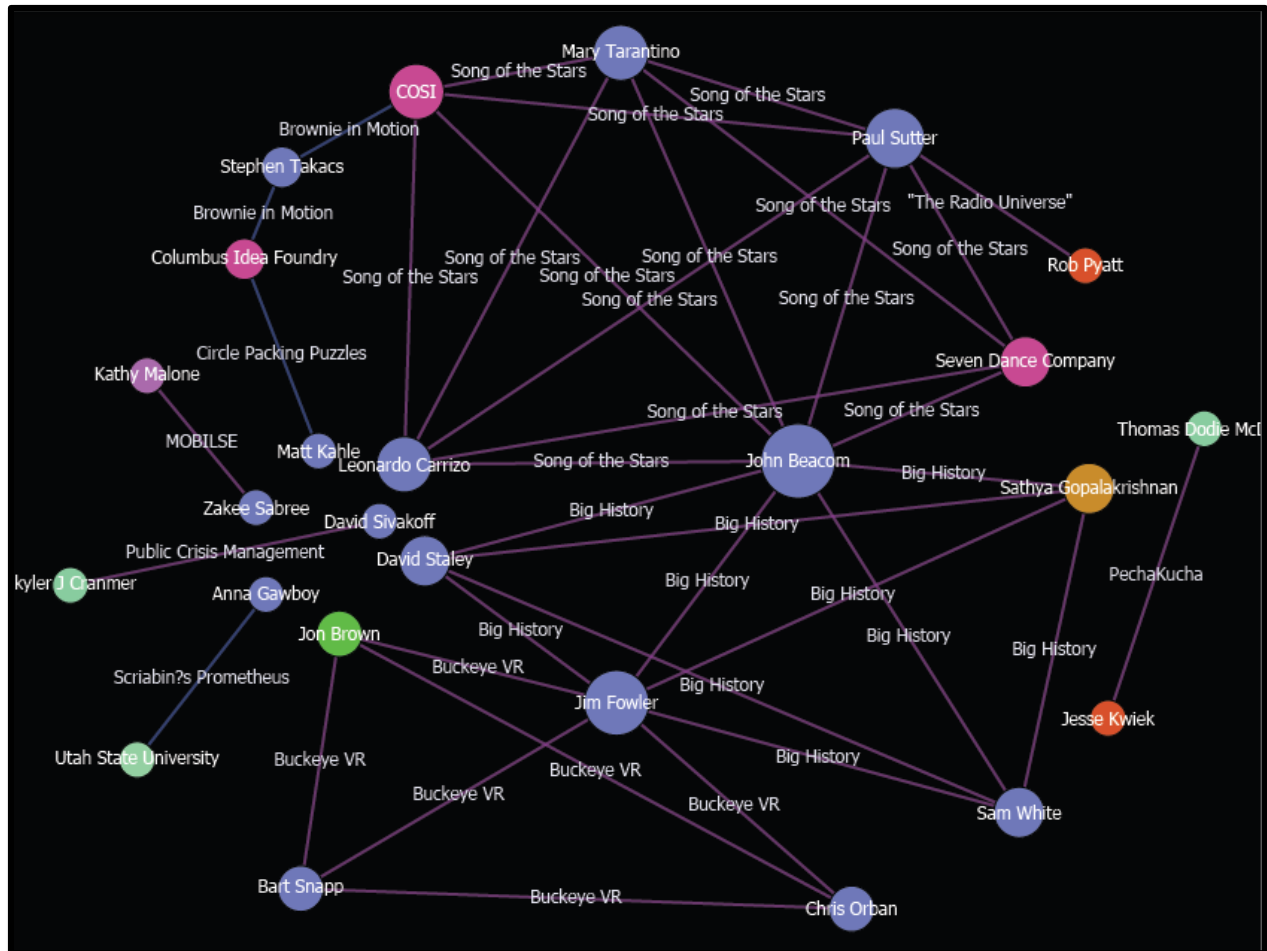 Mary Tarantino
Song of the Stars
COSI
Song of the Stars
Song of the Stars
Brownie in Motion
Paul Sutter
Stephen Takacs
"The Radio Universe"
Song of the Stars
Brownie in Motion
Song of the Stars
Columbus Idea Foundry
Song of the Stars
Song of the Stars
Rob Pyatt
Song of the Stars
Song of the Stars
Song of the Stars
Song of the Stars
Circle Packing Puzzles
Seven Dance Company
Kathy Malone
Song of the Stars
Song of the Stars
Thomas Dodie McD
MOBILSE
Matt Kahle
Leonardo Carrizo
Song of the Stars
John Beacom
Big History
Sathya Gopalakrishnan
Zakee Sabree
Big History
David Sivakoff
Big History
Public Crisis Management
David Staley
kyler J Cranmer
Anna Gawboy
Big History
PechaKucha
Big History
Jon Brown
Big History
Big History
Big History
Buckeye VR
Scriabin?s Prometheus
Big History
Jim Fowler
Jesse Kwiek
Utah State University
Buckeye VR
Buckeye VR
Big History
Buckeye VR
Buckeye VR
Sam White
Bart Snapp
Buckeye VR
Chris Orban